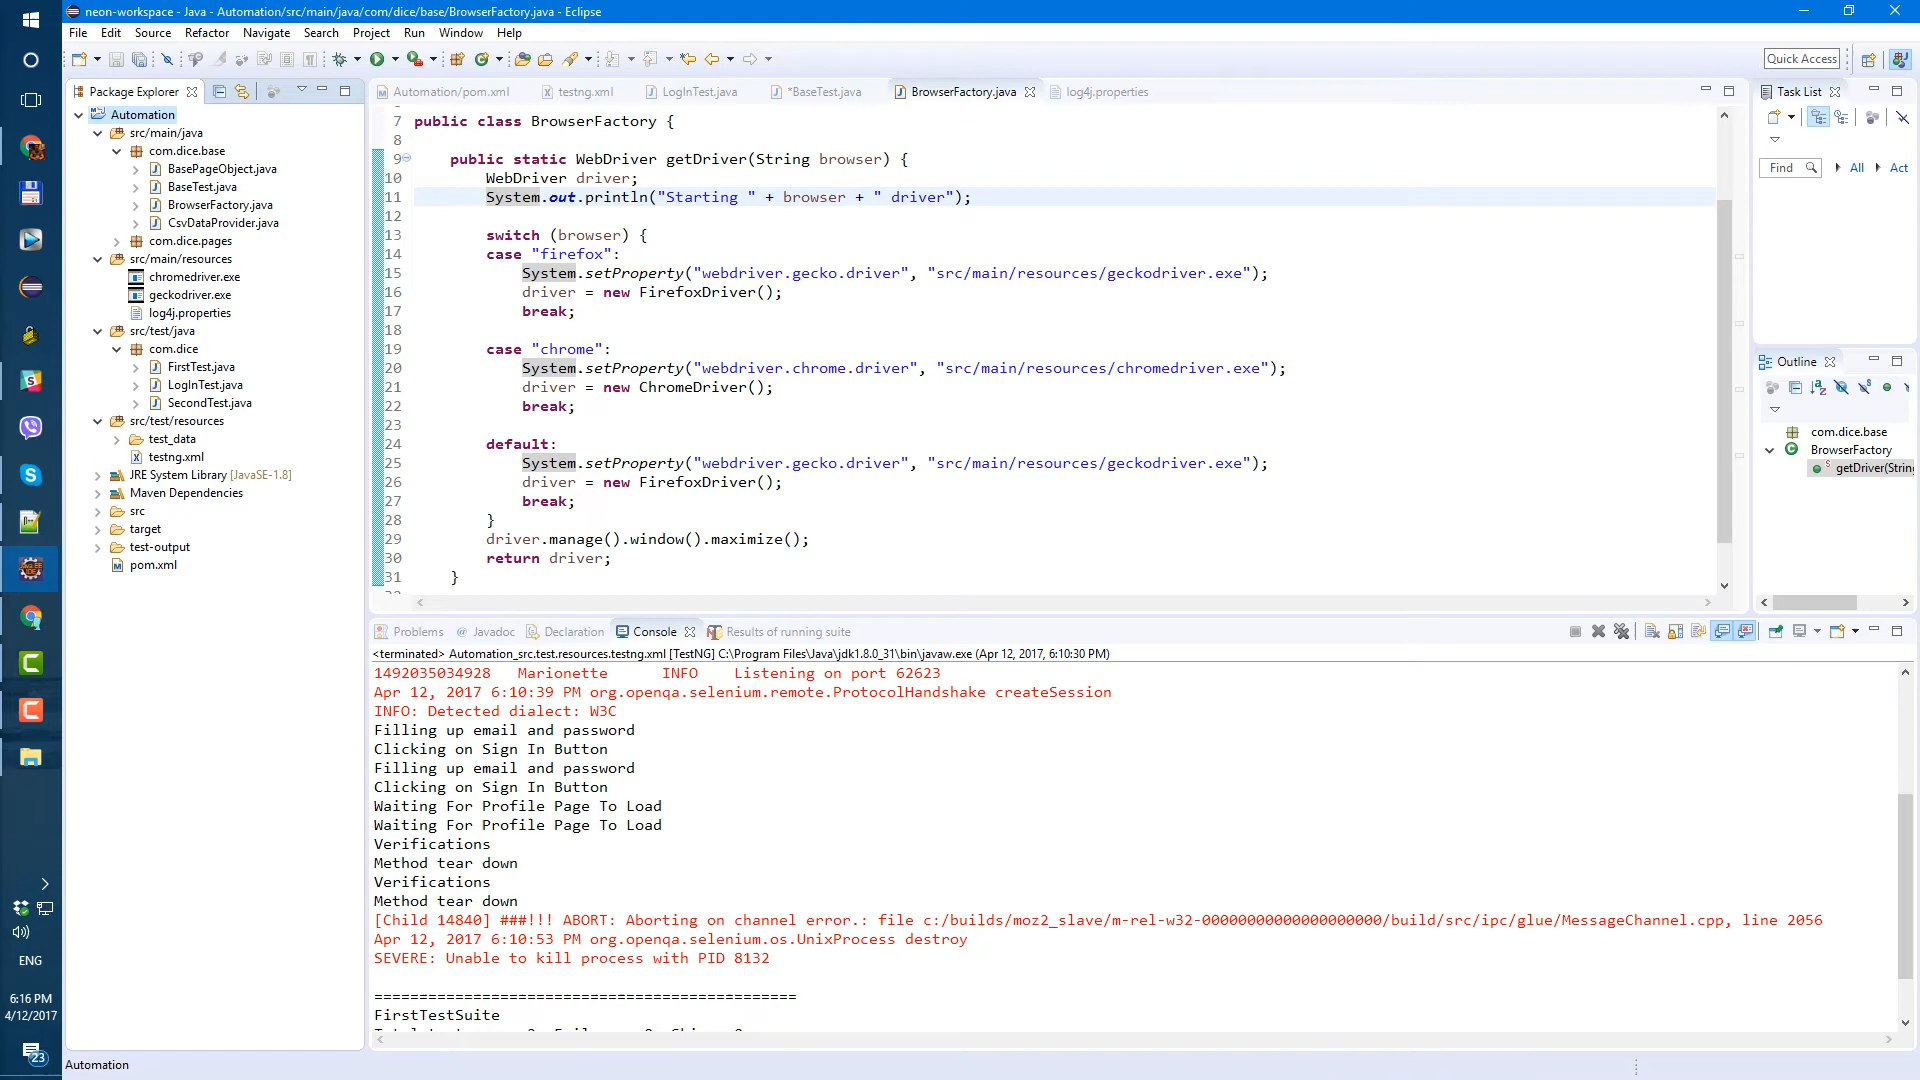 neon-workspace - Java - Automation/src/main/java/com/dice/base/BrowserFactory.java - Eclipse
File Edit Source Refactor Navigate Search Project Run Window Help
Quick Access
Package Explorer
Automation
src/main/java
com.dice.base
BasePageObject.java
BaseTest.java
BrowserFactory.java
CsvDataProvider.java
com.dice.pages
src/main/resources
chromedriver.exe
geckodriver.exe
log4j.properties
src/test/java
com.dice
FirstTest.java
LogInTest.java
SecondTest.java
src/test/resources
test_data
testng.xml
JRE System Library [JavaSE-1.8]
Maven Dependencies
src
target
test-output
pom.xml
Automation/pom.xml testng.xml LogInTest.java *BaseTest.java BrowserFactory.java log4j.properties
7 public class BrowserFactory {
8
9 public static WebDriver getDriver(String browser) {
10 WebDriver driver;
11 System.out.println("Starting " + browser + " driver");
12
13 switch (browser) {
14 case "firefox":
15 System.setProperty("webdriver.gecko.driver", "src/main/resources/geckodriver.exe");
16 driver = new FirefoxDriver();
17 break;
18
19 case "chrome":
20 System.setProperty("webdriver.chrome.driver", "src/main/resources/chromedriver.exe");
21 driver = new ChromeDriver();
22 break;
23
24 default:
25 System.setProperty("webdriver.gecko.driver", "src/main/resources/geckodriver.exe");
26 driver = new FirefoxDriver();
27 break;
28 }
29 driver.manage().window().maximize();
30 return driver;
31 }
Task List
Find All Act
Outline
com.dice.base
BrowserFactory
getDriver(String
Problems Javadoc Declaration Console Results of running suite
<terminated> Automation_src.test.resources.testng.xml [TestNG] C:\Program Files\Java\jdk1.8.0_31\bin\javaw.exe (Apr 12, 2017, 6:10:30 PM)
1492035034928 Marionette INFO Listening on port 62623
Apr 12, 2017 6:10:39 PM org.openqa.selenium.remote.ProtocolHandshake createSession
INFO: Detected dialect: W3C
Filling up email and password
Clicking on Sign In Button
Filling up email and password
Clicking on Sign In Button
Waiting For Profile Page To Load
Waiting For Profile Page To Load
Verifications
Method tear down
Verifications
Method tear down
[Child 14840] ###!!! ABORT: Aborting on channel error.: file c:/builds/moz2_slave/m-rel-w32-00000000000000000000/build/src/ipc/glue/MessageChannel.cpp, line 2056
Apr 12, 2017 6:10:53 PM org.openqa.selenium.os.UnixProcess destroy
SEVERE: Unable to kill process with PID 8132
===============================================
FirstTestSuite
ENG
6:16 PM
4/12/2017
23
Automation